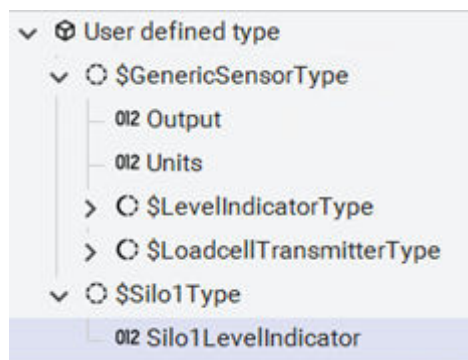 User defined type
$GenericSensorType
012 Output
012 Units
$LevelIndicatorType
$LoadcellTransmitterType
$Silo1Type
012 Silo1LevelIndicator